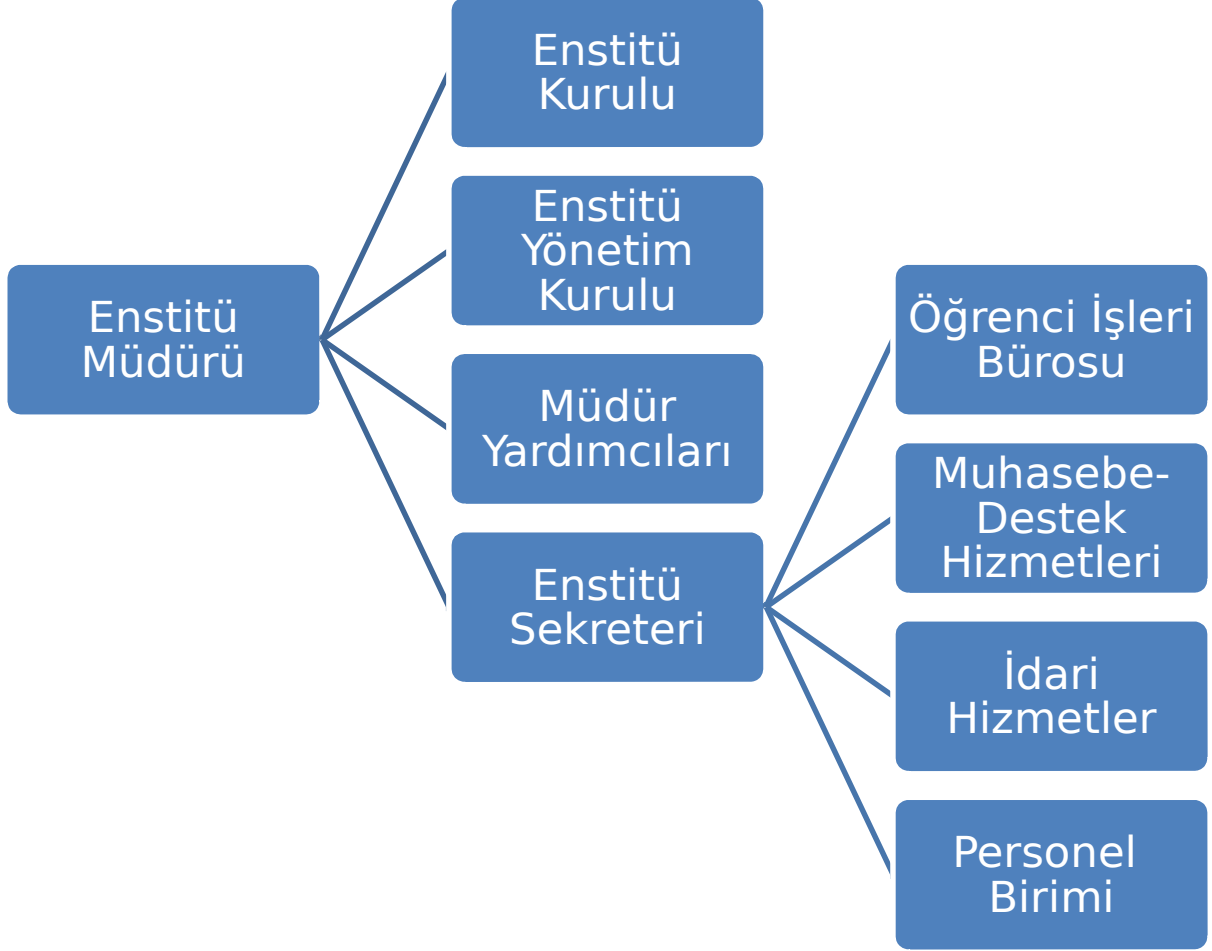 Enstitü
Müdürü
Enstitü
Kurulu
Enstitü
Yönetim
Kurulu
Müdür
Yardımcıları
Enstitü
Sekreteri
Öğrenci İşleri
Bürosu
Muhasebe-
Destek
Hizmetleri
İdari
Hizmetler
Personel
Birimi